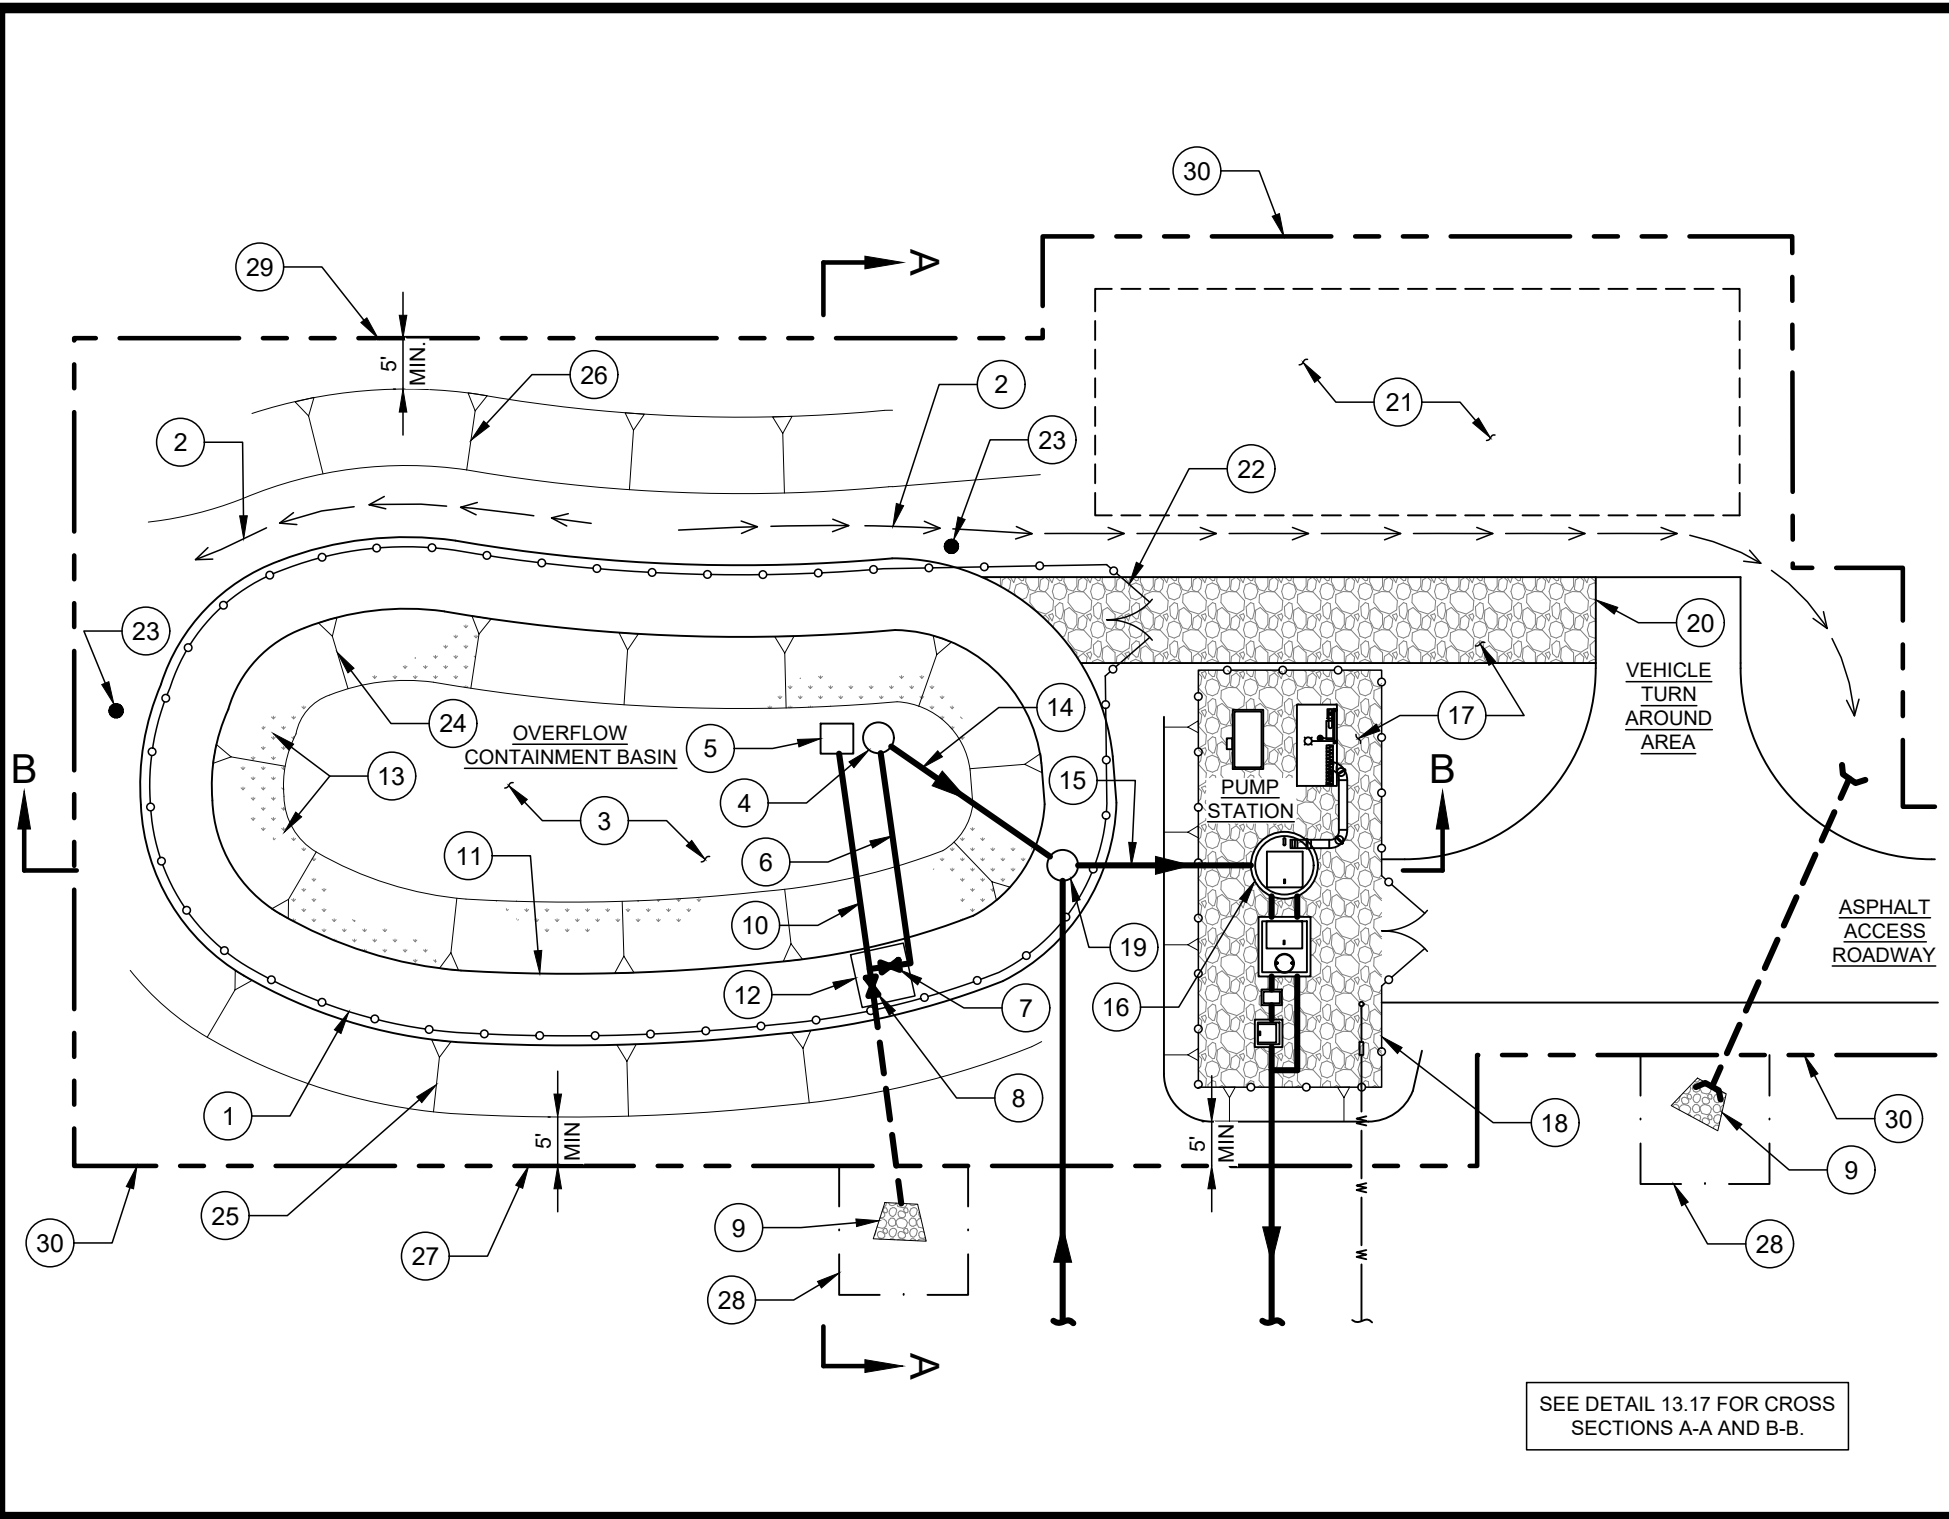 30
29
A
5'
MIN.
26
2
2
21
23
22
23
20
VEHICLE
TURN
AROUND
AREA
24
14
17
OVERFLOW
CONTAINMENT BASIN
5
13
B
B
15
PUMP
STATION
4
3
11
6
10
19
ASPHALT
ACCESS
ROADWAY
12
7
16
1
8
18
30
5'
MIN
5'
MIN
W
9
25
W
9
30
27
W
28
28
A
SEE DETAIL 13.17 FOR CROSS
SECTIONS A-A AND B-B.